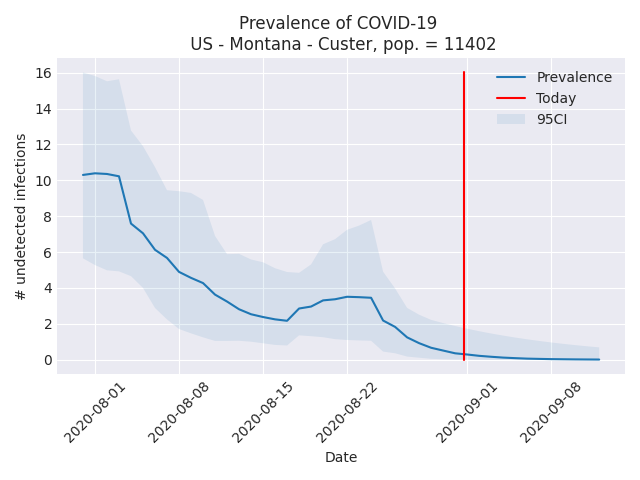 Prevalence of COVID-19
US - Montana - Custer, pop. = 11402
# undetected infections
16
14
12
10
8
6
4
2
0
Prevalence
Today
95CI
2020-08-01
2020-08-08
2020-08-15
2020-08-22
2020-09-01
2020-09-08
Date